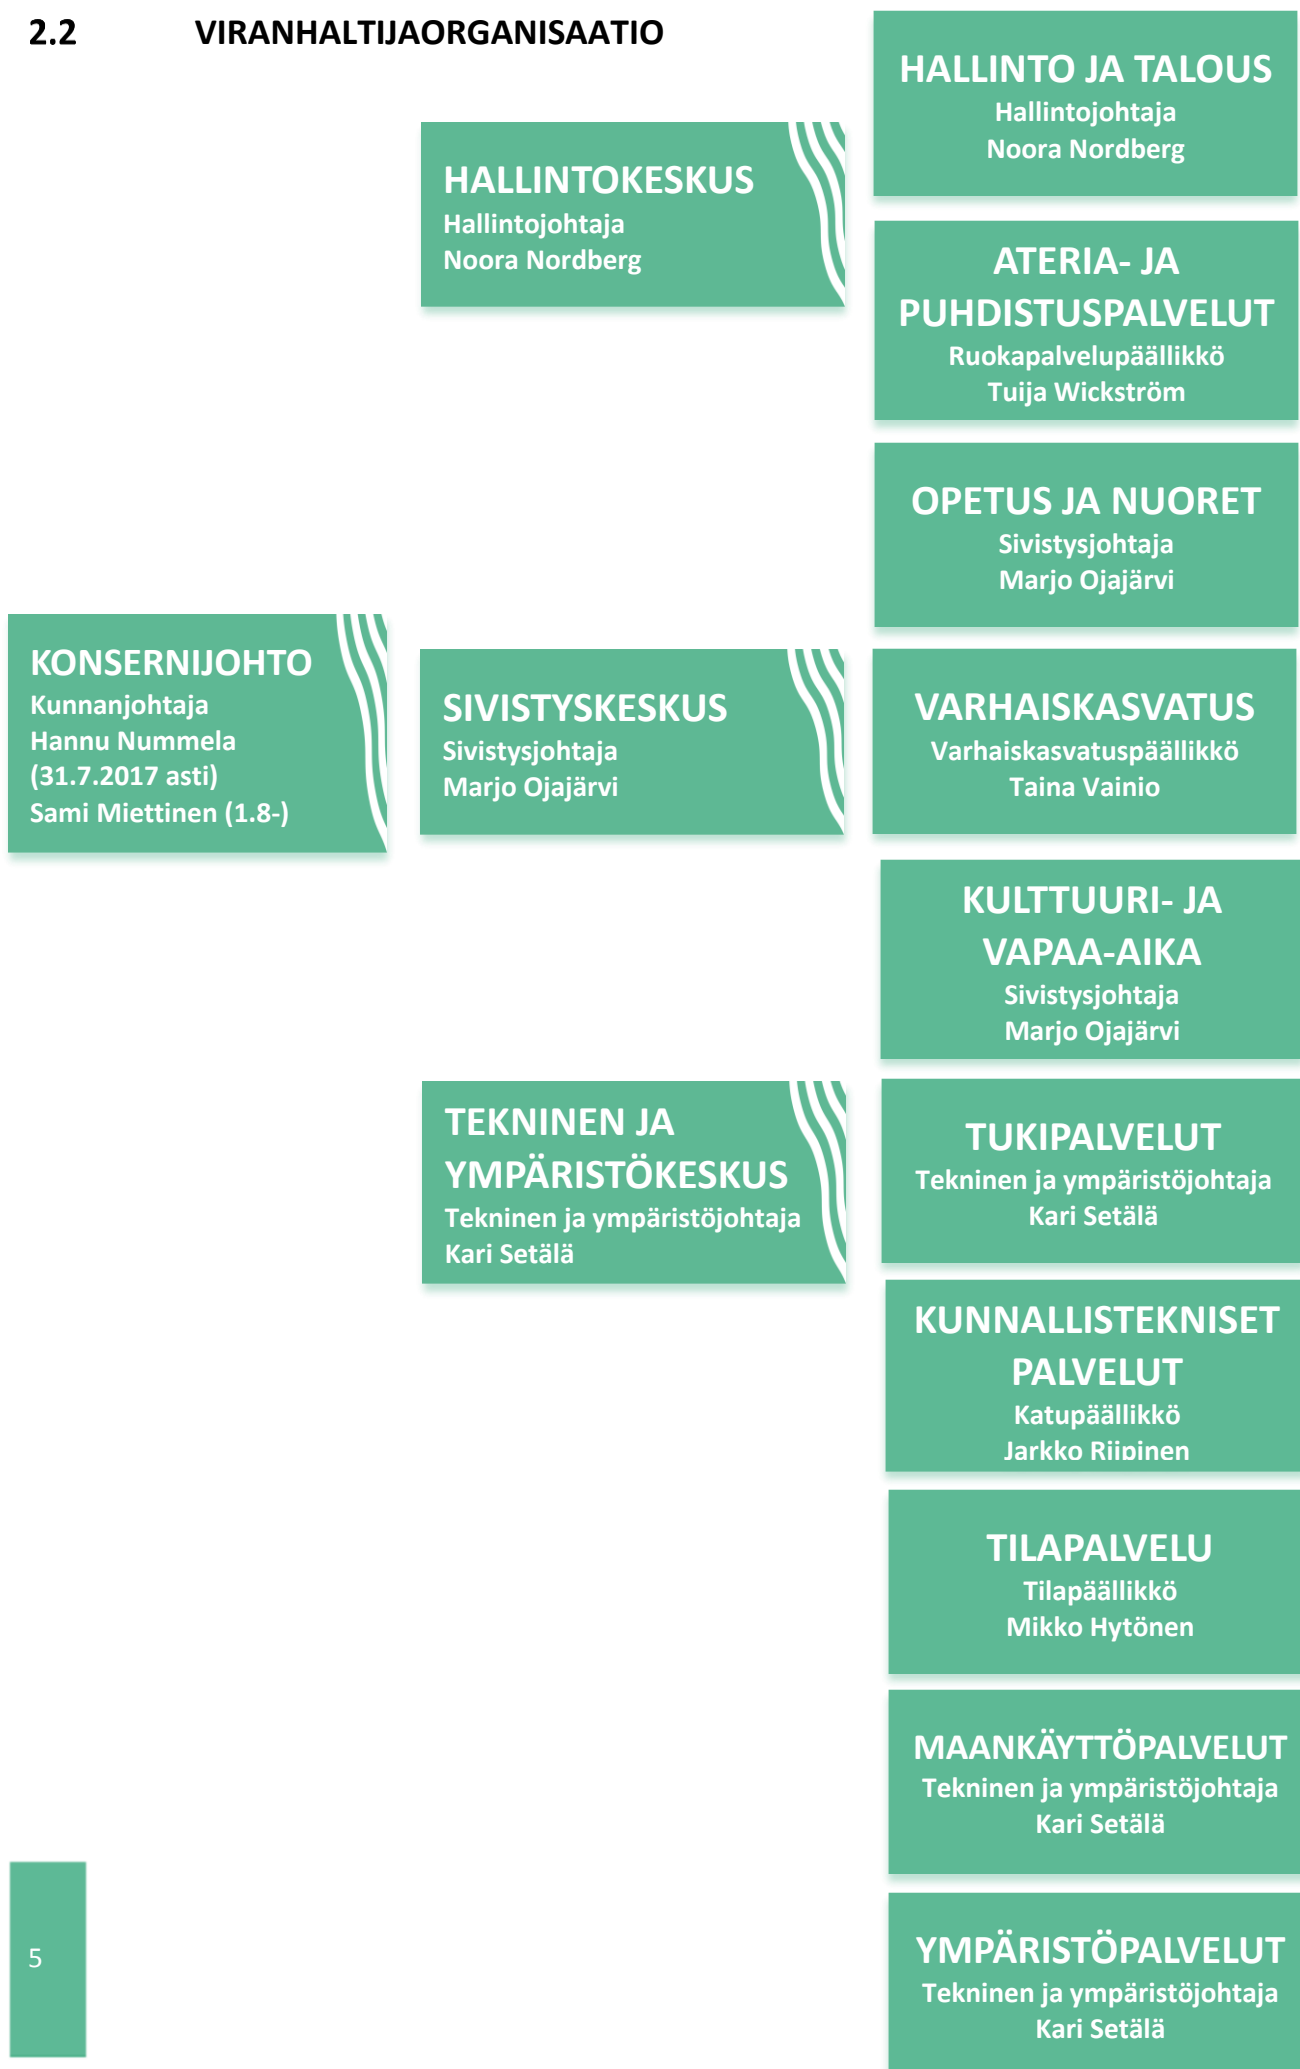 2.2 VIRANHALTIJAORGANISAATIO
HALLINTO JA TALOUS
Hallintojohtaja
Noora Nordberg
HALLINTOKESKUS
Hallintojohtaja
Noora Nordberg
ATERIA- JA
PUHDISTUSPALVELUT
Ruokapalvelupäällikkö
Tuija Wickström
OPETUS JA NUORET
Sivistysjohtaja
Marjo Ojajärvi
KONSERNIJOHTO
Kunnanjohtaja
Hannu Nummela
(31.7.2017 asti)
Sami Miettinen (1.8-)
SIVISTYSKESKUS
Sivistysjohtaja
Marjo Ojajärvi
VARHAISKASVATUS
Varhaiskasvatuspäällikkö
Taina Vainio
KULTTUURI- JA
VAPAA-AIKA
Sivistysjohtaja
Marjo Ojajärvi
TEKNINEN JA
YMPÄRISTÖKESKUS
Tekninen ja ympäristöjohtaja
Kari Setälä
TUKIPALVELUT
Tekninen ja ympäristöjohtaja
Kari Setälä
KUNNALLISTEKNISET
PALVELUT
Katupäällikkö
Jarkko Riipinen
TILAPALVELU
Tilapäällikkö
Mikko Hytönen
MAANKÄYTTÖPALVELUT
Tekninen ja ympäristöjohtaja
Kari Setälä
YMPÄRISTÖPALVELUT
Tekninen ja ympäristöjohtaja
Kari Setälä
5